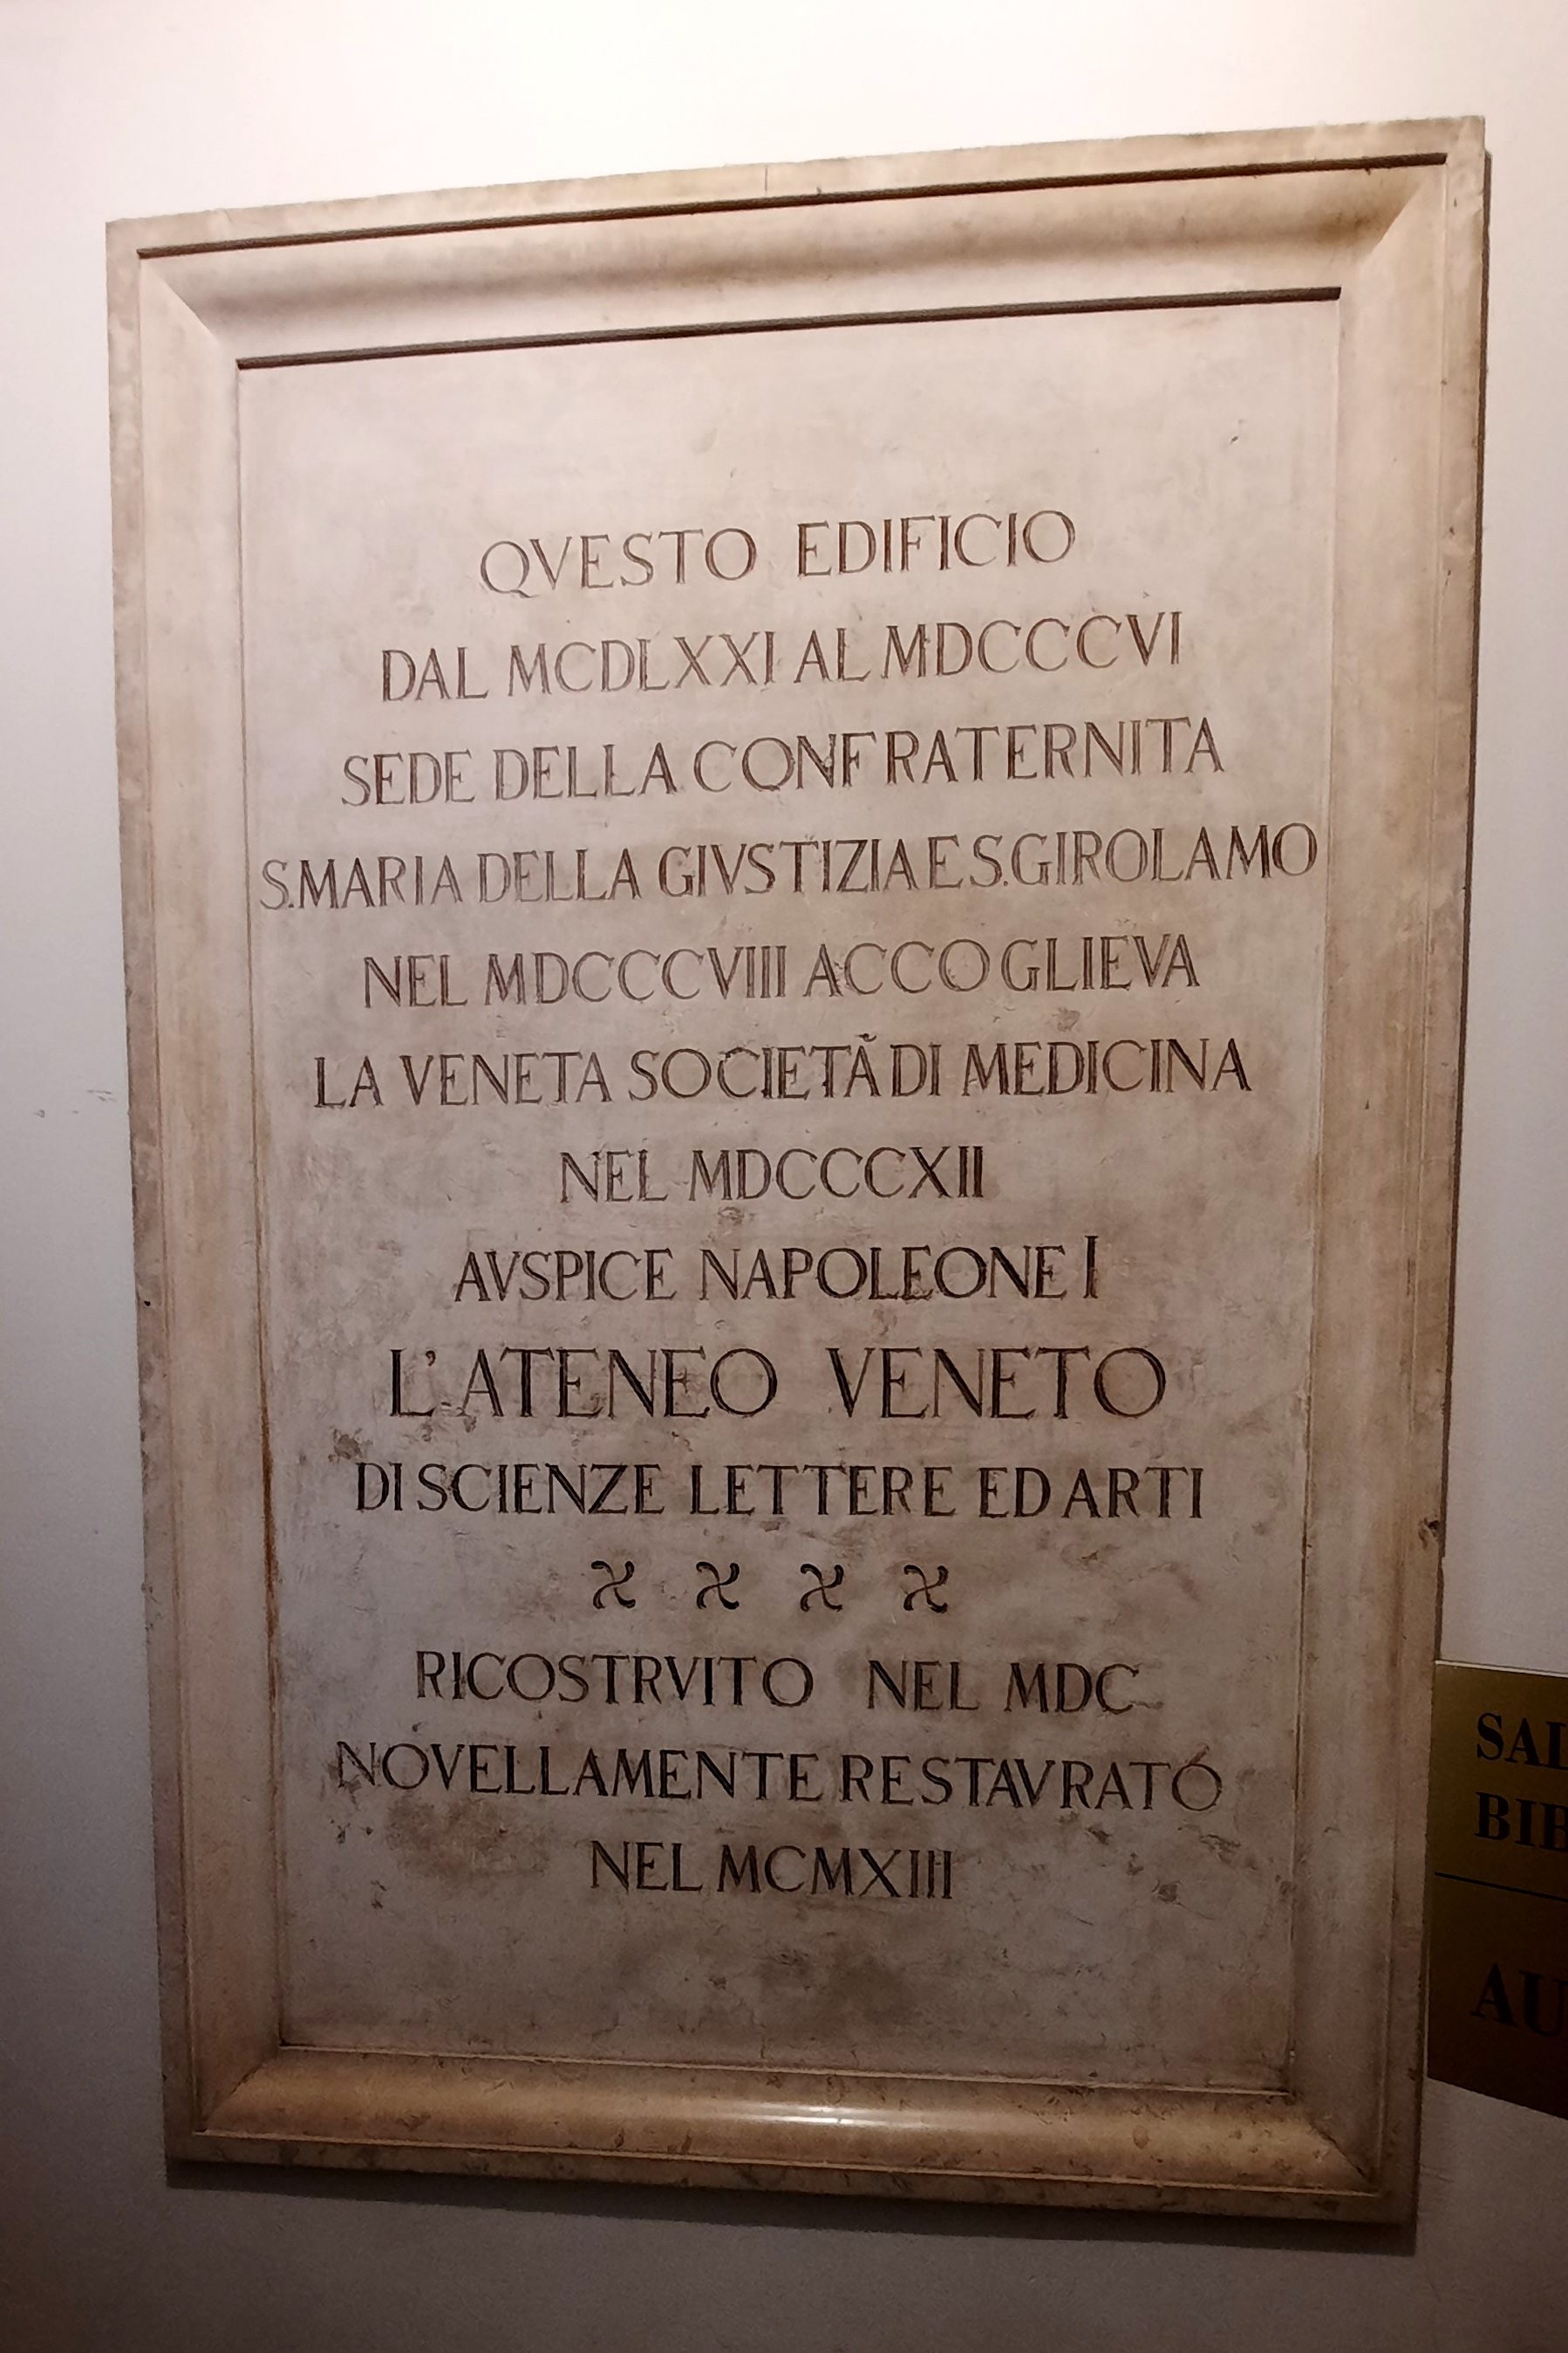 QVESTO EDIFICIO
DAL MCDLXXI AL MDCCCVI
SEDE DELLA CONFRATERNITA
S.MARIA DELLA GIVSTIZIA E S.GIROLAMO
NEL MDCCCVIII ACCOGLIEVA
LA VENETA SOCIETÀ DI MEDICINA
NEL MDCCCXII
AVSPICE NAPOLEONE I
L'ATENEO VENETO
DI SCIENZE LETTERE ED ARTI
RICOSTRVITO NEL MDC
NOVELLAMENTE RESTAVRATO
NEL MCMXIII